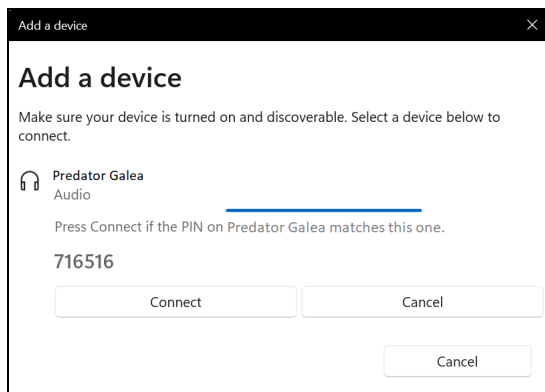 Add a device
Add a device
Make sure your device is turned on and discoverable. Select a device below to
connect.
Predator Galea
Audio
Press Connect if the PIN on Predator Galea matches this one.
716516
Connect
Cancel
Cancel